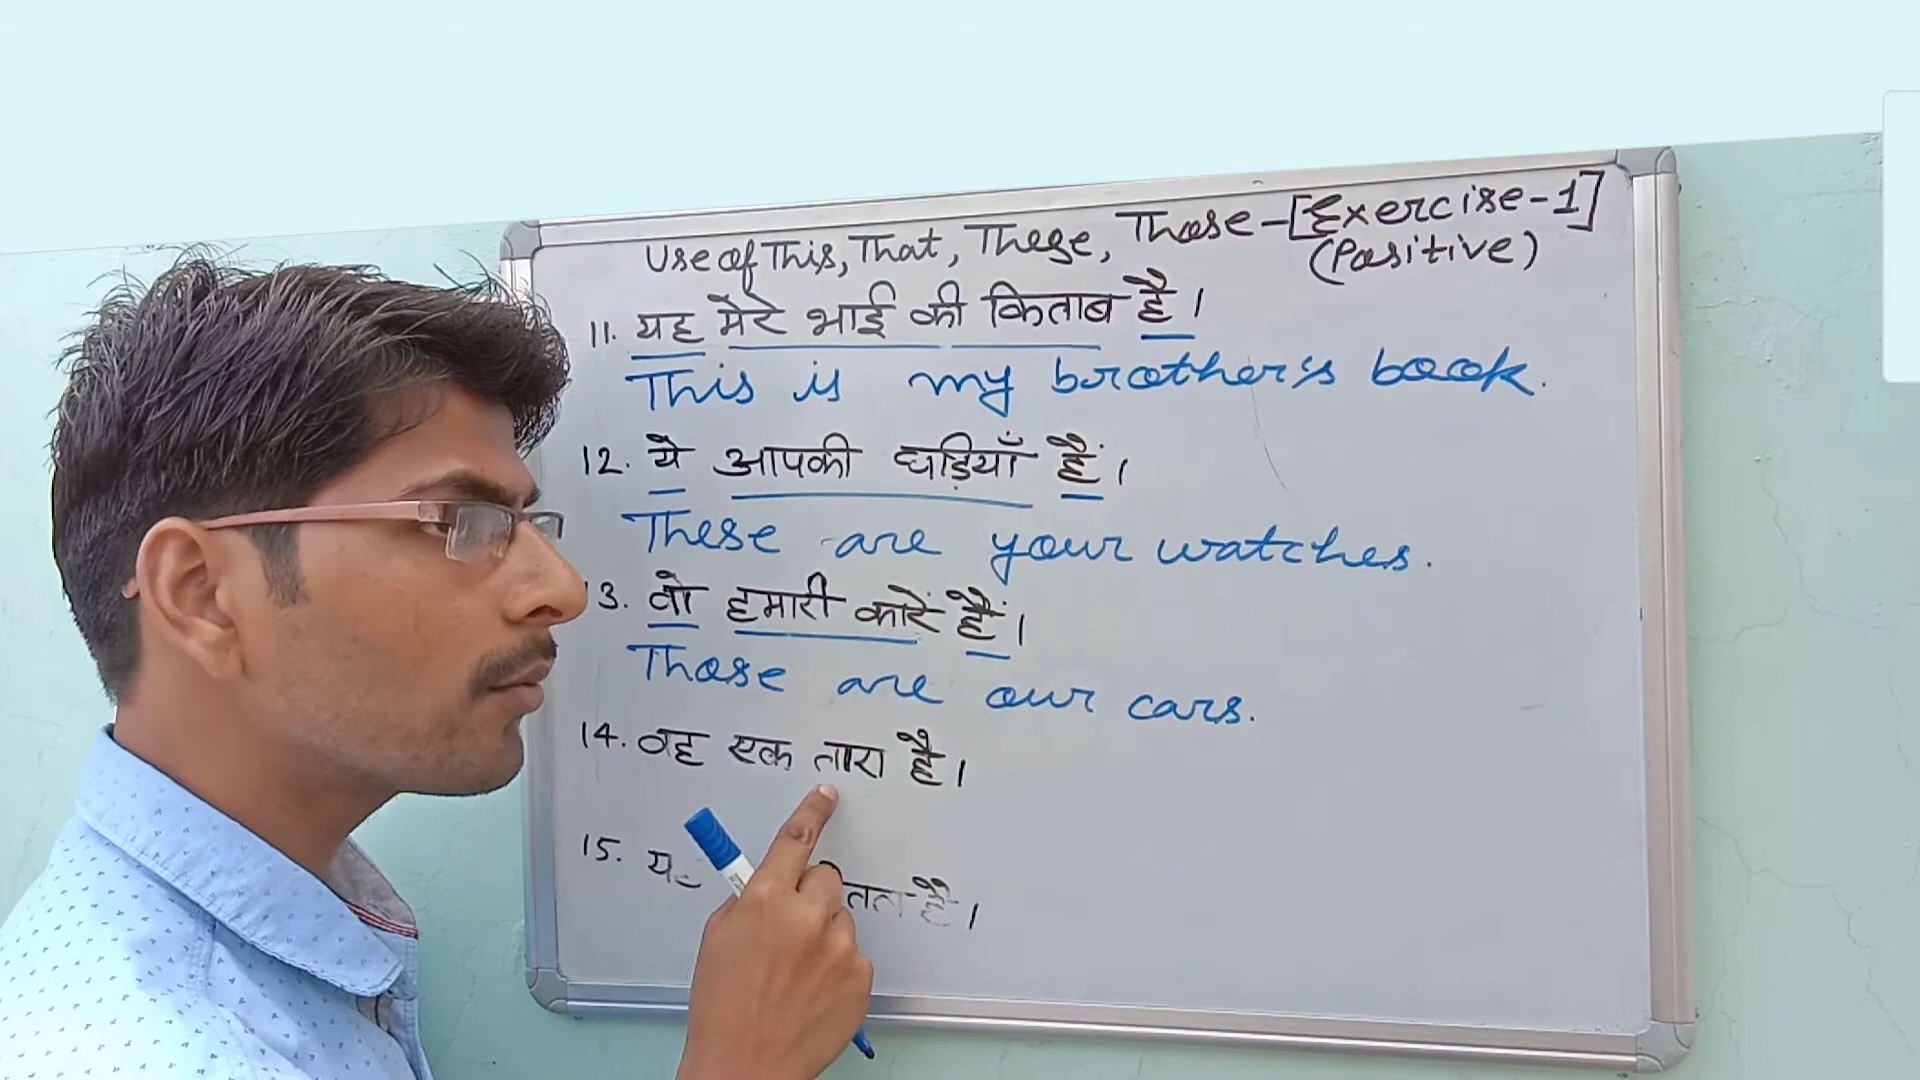 Use of This, That, These, Those - [Exercise-1]
(Positive)
11. यह मेरे भाई की किताब है।
This is my brother's book.
12. ये आपकी घड़ियाँ हैं।
These are your watches.
13. वो हमारी कारें हैं।
Those are our cars.
14. वह एक तारा है।
15. है।